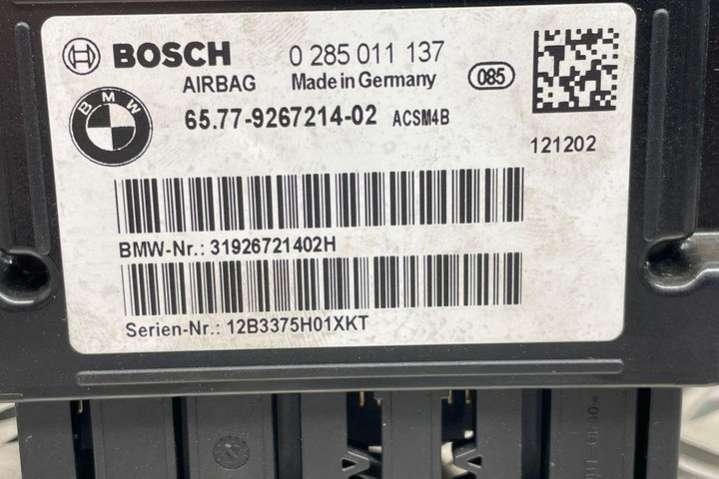 BOSCH 0 285 011 137
AIRBAG Made in Germany 085
BMW 65.77-9267214-02 ACSM4B
121202
BMW-Nr.: 31926721402H
Serien-Nr.: 12B3375H01XKT